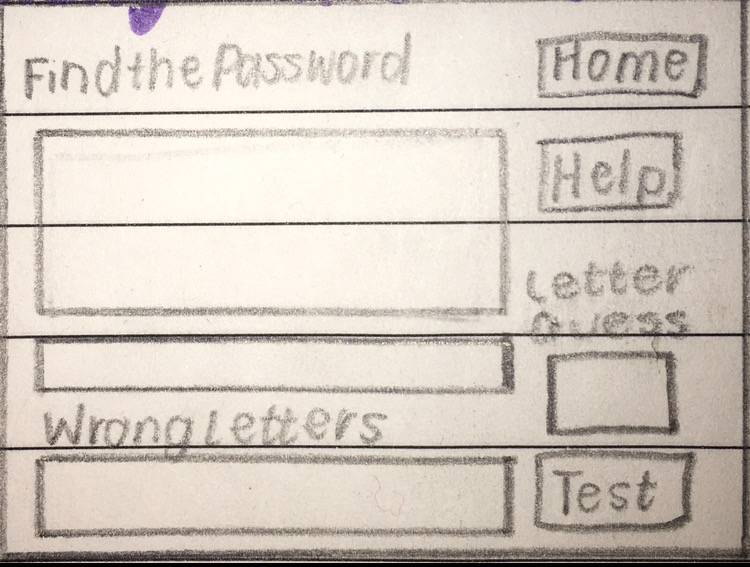 Find the Password
Home
Help
Letter
Guess
Wrong Letters
Test